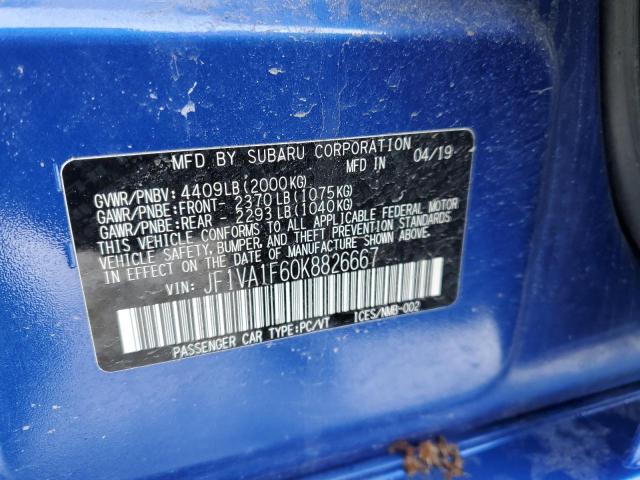 MFD BY SUBARU CORPORATION
MFD IN 04/19
GVWR/PNBV: 4409LB(2000KG)
GAWR/PNBE:FRONT- 2370LB(1075KG)
GAWR/PNBE:REAR - 2293LB(1040KG)
THIS VEHICLE CONFORMS TO ALL APPLICABLE FEDERAL MOTOR
VEHICLE SAFETY, BUMPER, AND THEFT PREVENTION STANDARDS
IN EFFECT ON THE DATE OF MANUFACTURE SHOWN ABOVE.
VIN: JF1VA1F60K8826667
PASSENGER CAR TYPE:PC/VT ICES/NMB-002